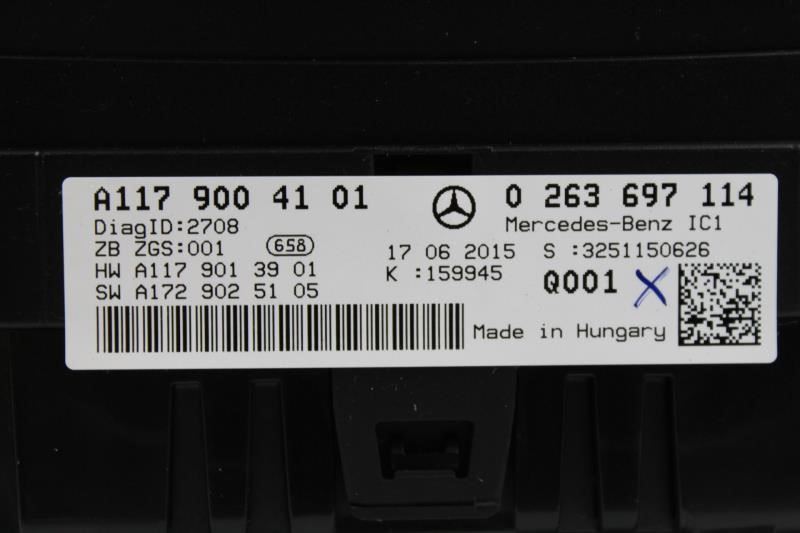 A117 900 41 01
0 263 697 114
DiagID:2708
Mercedes-Benz IC1
ZB ZGS:001 658
17 06 2015 S :3251150626
HW A117 901 39 01
K :159945
Q001 X
SW A172 902 51 05
Made in Hungary